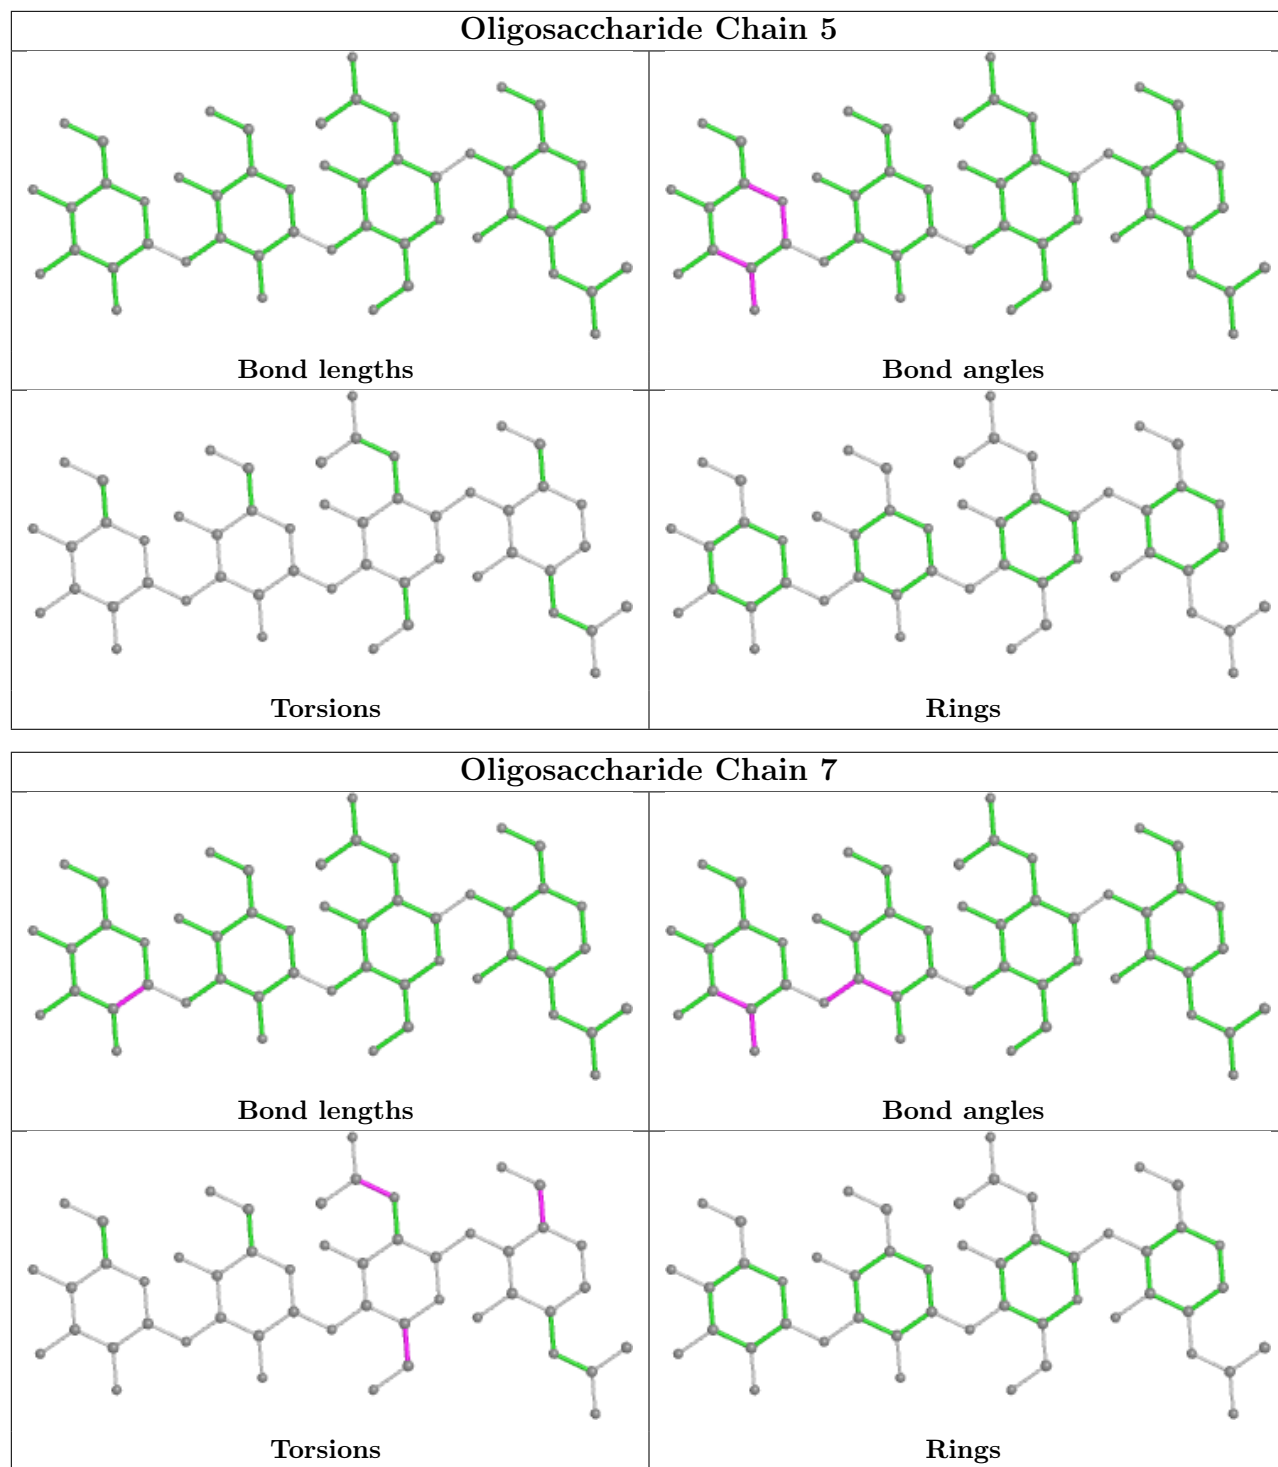 Oligosaccharide Chain 5
Bond lengths
Bond angles
Torsions
Rings
Oligosaccharide Chain 7
Bond lengths
Bond angles
Torsions
Rings